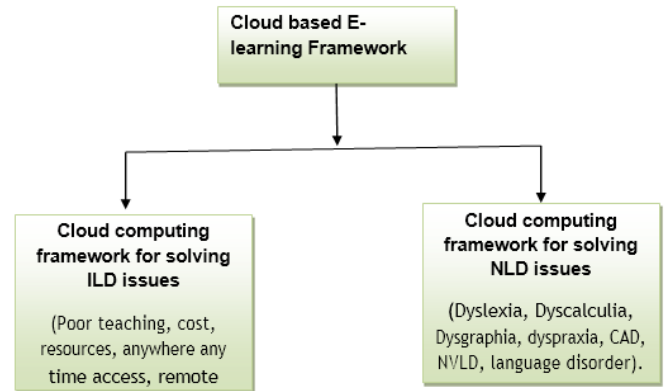 Cloud based E-
learning Framework
Cloud computing
framework for solving
ILD issues
(Poor teaching, cost,
resources, anywhere any
time access, remote
Cloud computing
framework for solving
NLD issues
(Dyslexia, Dyscalculia,
Dysgraphia, dyspraxia, CAD,
NVLD, language disorder).